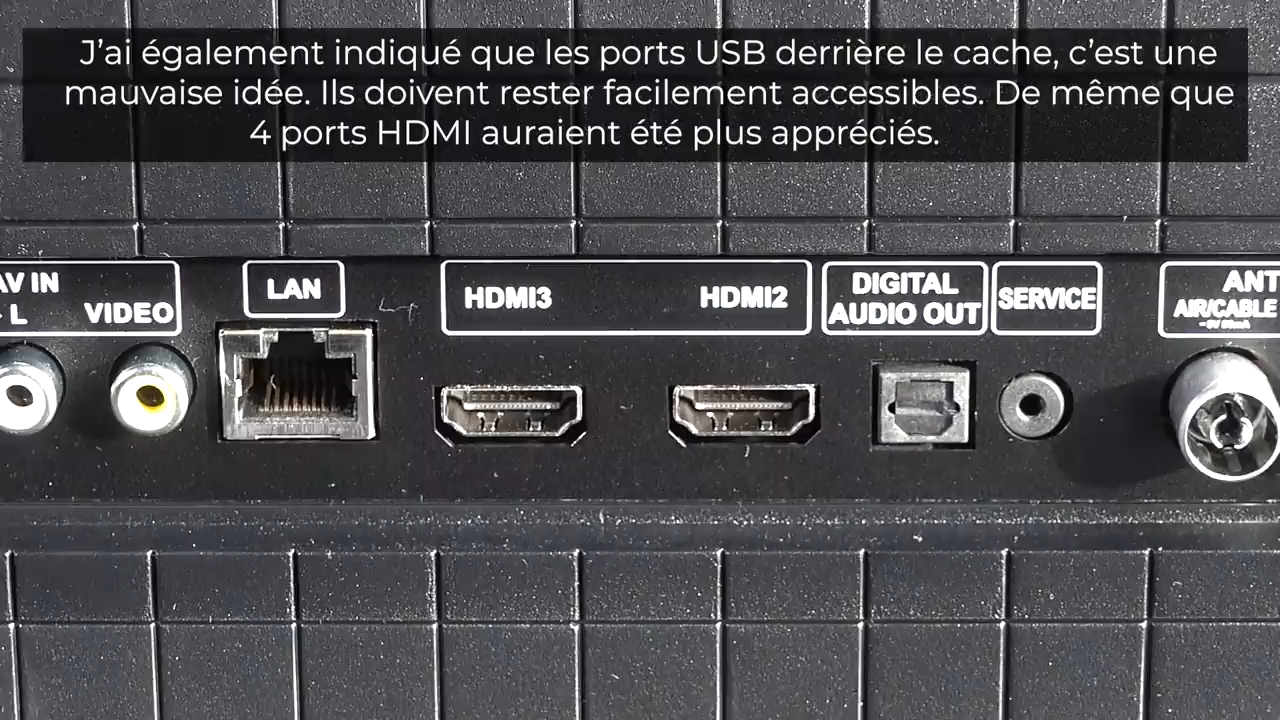 J’ai également indiqué que les ports USB derrière le cache, c’est une
mauvaise idée. Ils doivent rester facilement accessibles. De même que
4 ports HDMI auraient été plus appréciés.
AV IN
L VIDEO
LAN
HDMI3 HDMI2
DIGITAL
AUDIO OUT
SERVICE
ANT
AIR/CABLE